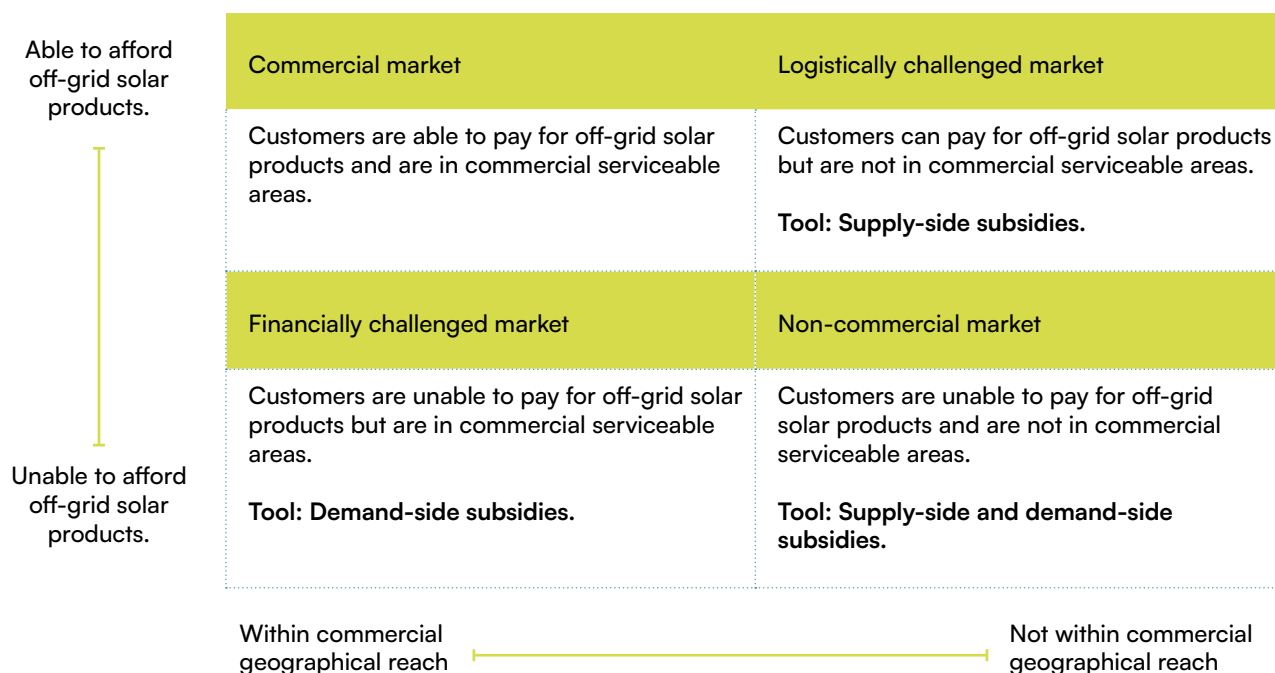 Able to afford
off-grid solar
products.
Commercial market
Logistically challenged market
Customers are able to pay for off-grid solar
products and are in commercial serviceable
areas.
Customers can pay for off-grid solar products
but are not in commercial serviceable areas.
Tool: Supply-side subsidies.
Financially challenged market
Non-commercial market
Customers are unable to pay for off-grid solar
products but are in commercial serviceable
areas.
Tool: Demand-side subsidies.
Customers are unable to pay for off-grid
solar products and are not in commercial
serviceable areas.
Tool: Supply-side and demand-side
subsidies.
Unable to afford
off-grid solar
products.
Within commercial
geographical reach
Not within commercial
geographical reach